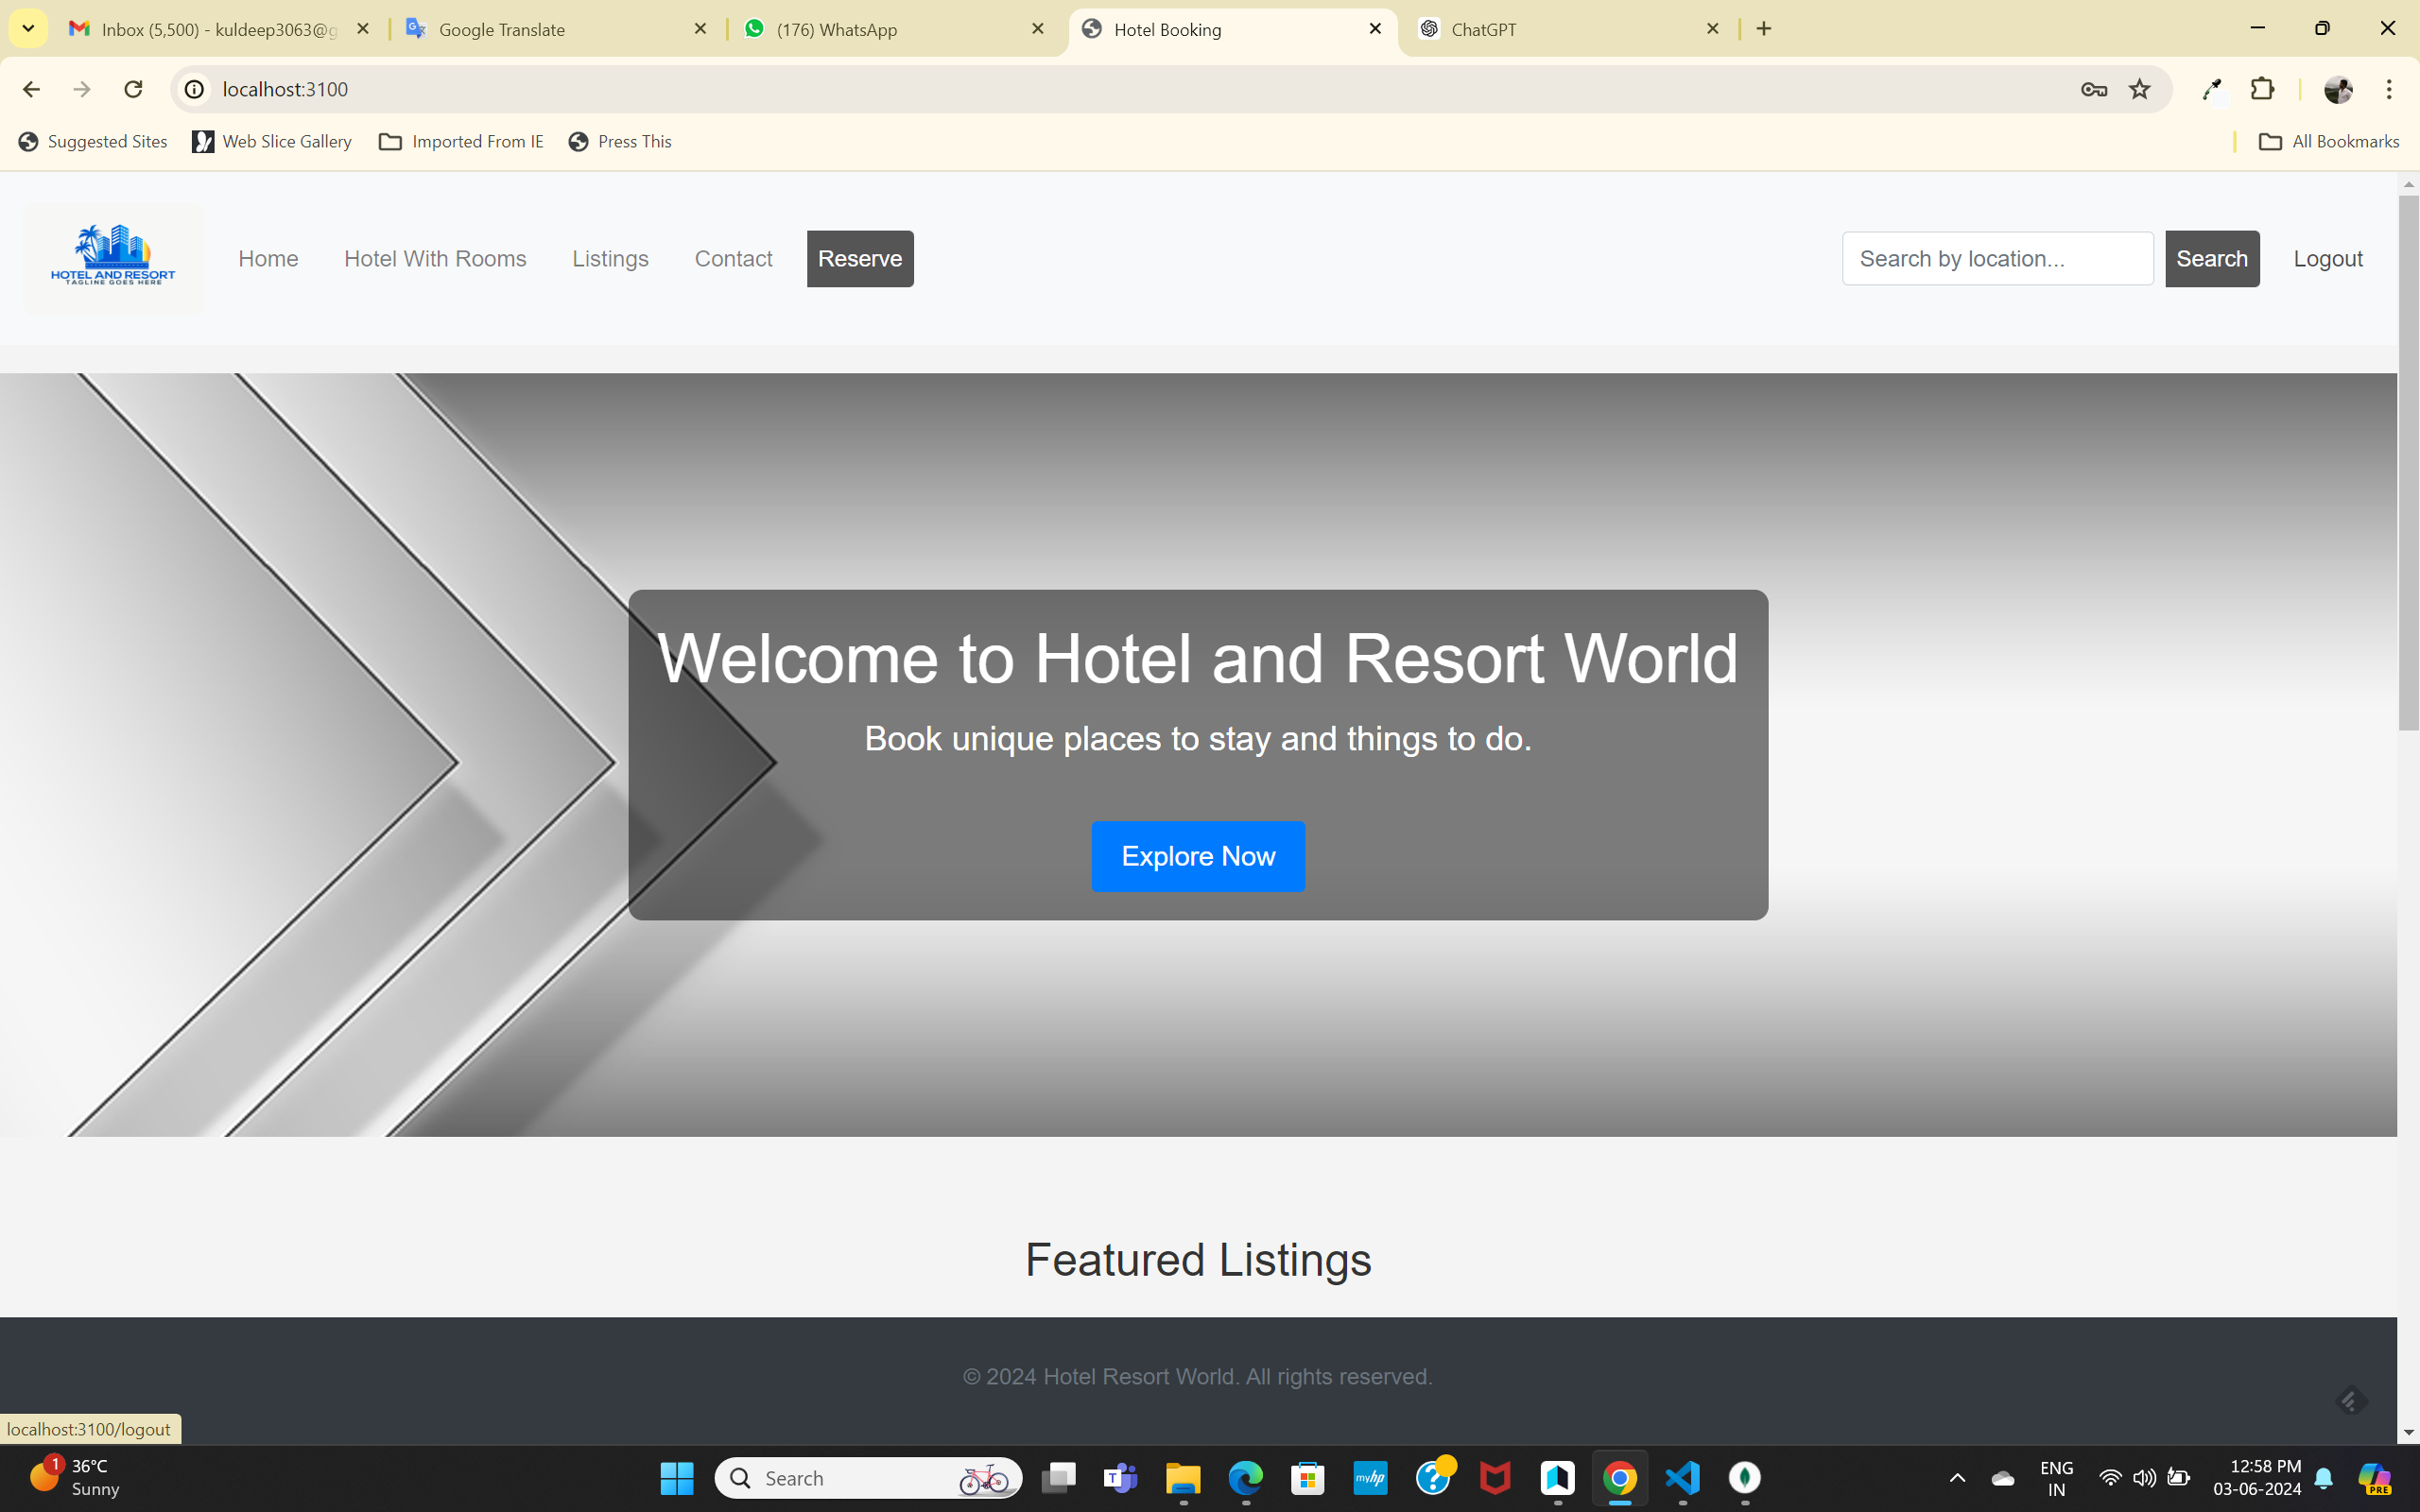 Inbox (5,500) - kuldeep3063@g
Google Translate
(176) WhatsApp
Hotel Booking
ChatGPT
localhost:3100
Suggested Sites
Web Slice Gallery
Imported From IE
Press This
All Bookmarks
HOTEL AND RESORT
TAGLINE GOES HERE
Home
Hotel With Rooms
Listings
Contact
Reserve
Search by location...
Search
Logout
Welcome to Hotel and Resort World
Book unique places to stay and things to do.
Explore Now
Featured Listings
© 2024 Hotel Resort World. All rights reserved.
localhost:3100/logout
1
36°C
Sunny
Search
T
myhp
?
ENG
IN
12:58 PM
03-06-2024
PRE